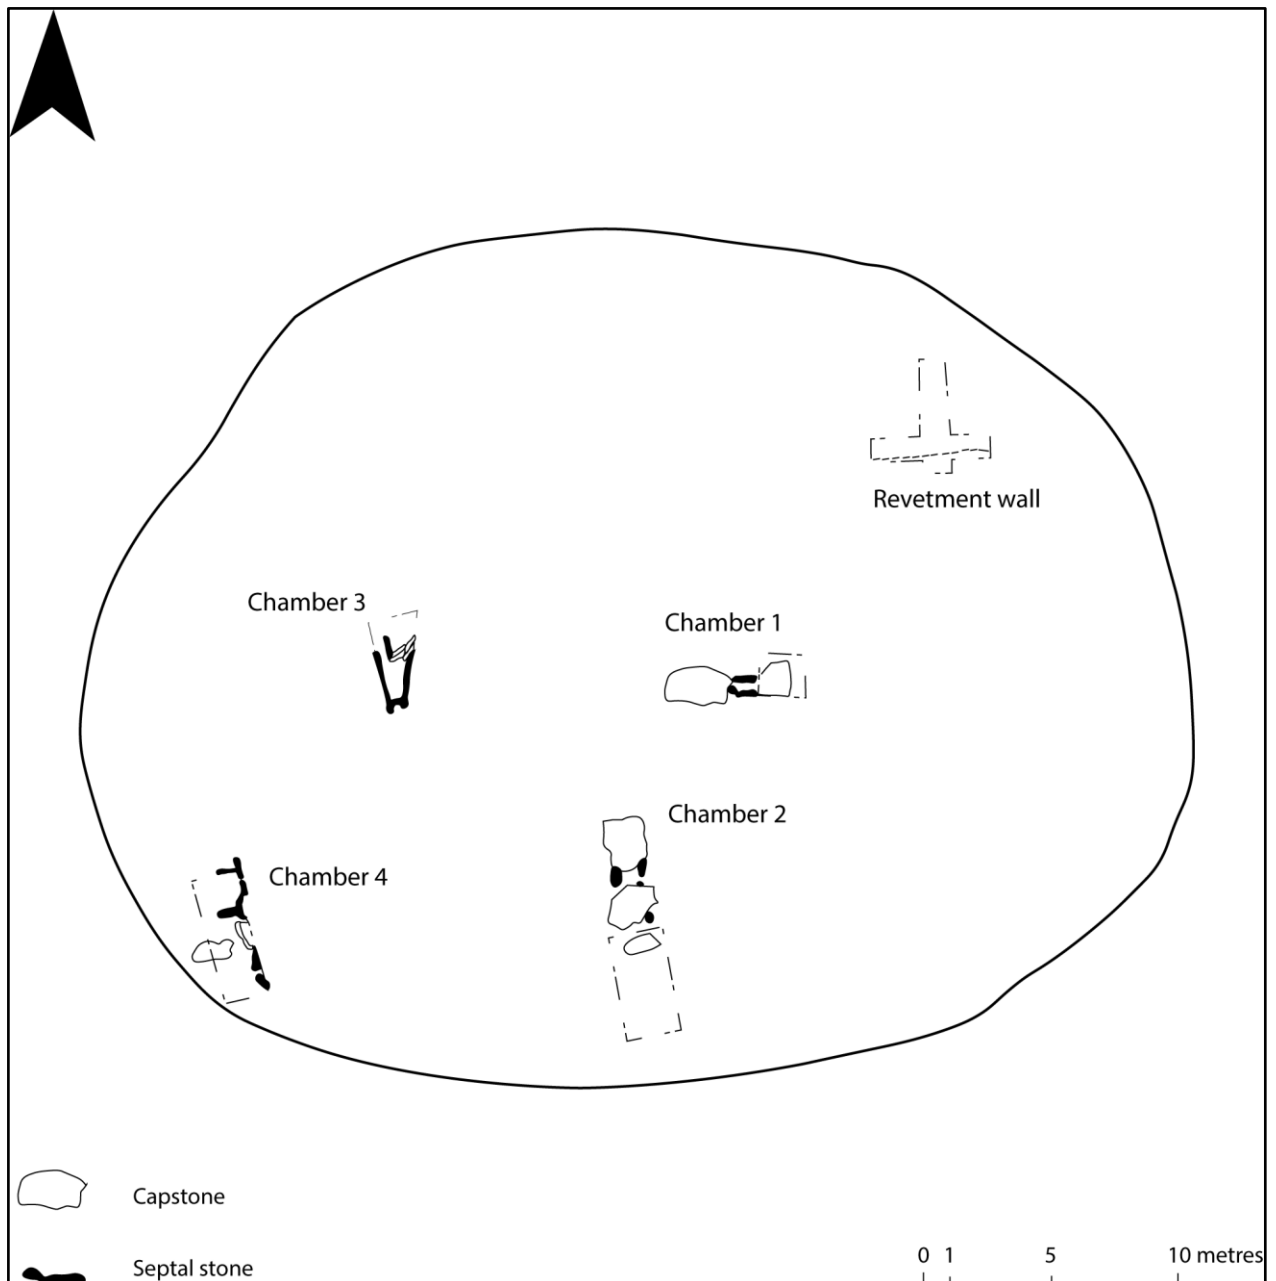 Revetment wall
Chamber 3
Chamber 1
Chamber 2
Chamber 4
Capstone
Septal stone
0 1 5 10 metres